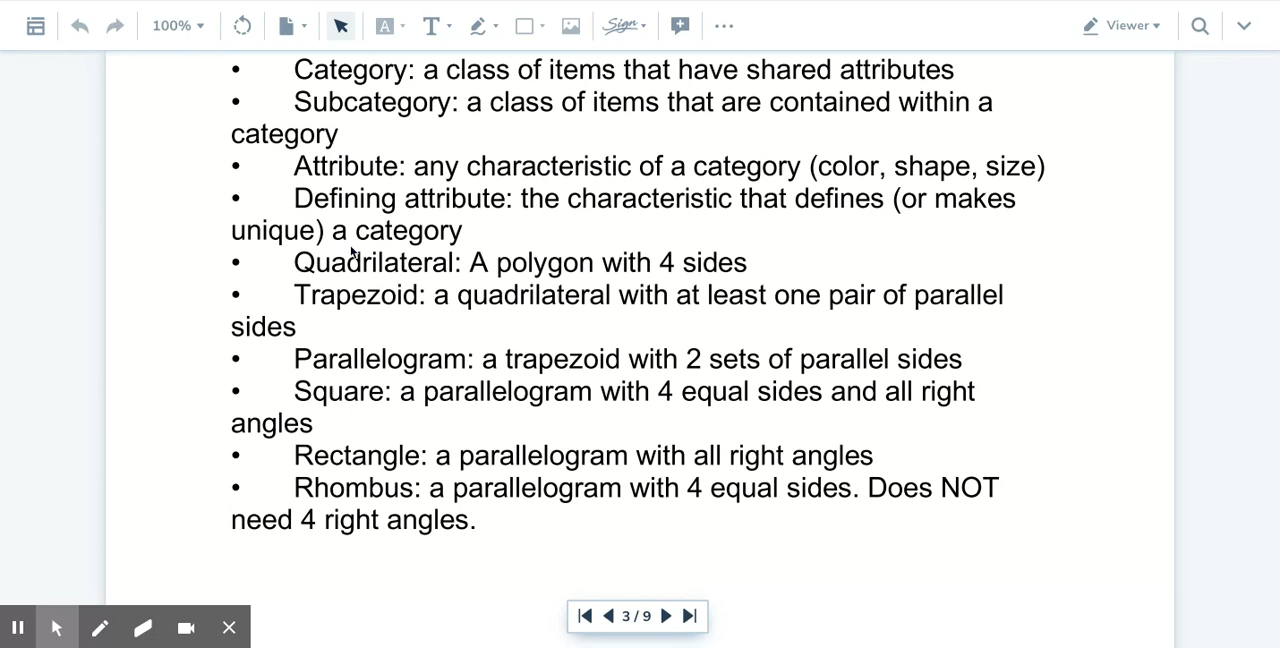 100%
A
T
Sign
Viewer
• Category: a class of items that have shared attributes
• Subcategory: a class of items that are contained within a
category
• Attribute: any characteristic of a category (color, shape, size)
• Defining attribute: the characteristic that defines (or makes
unique) a category
• Quadrilateral: A polygon with 4 sides
• Trapezoid: a quadrilateral with at least one pair of parallel
sides
• Parallelogram: a trapezoid with 2 sets of parallel sides
• Square: a parallelogram with 4 equal sides and all right
angles
• Rectangle: a parallelogram with all right angles
• Rhombus: a parallelogram with 4 equal sides. Does NOT
need 4 right angles.
3 / 9